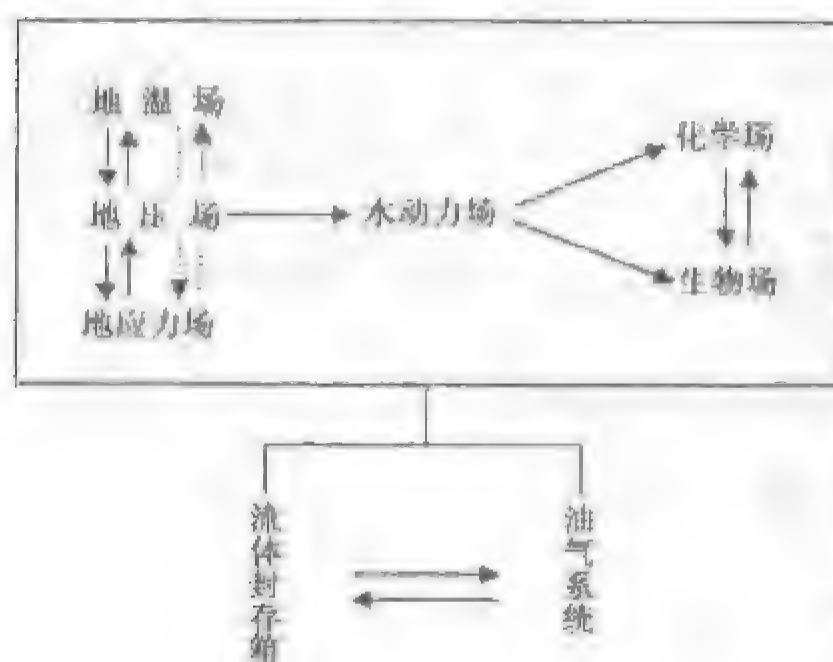 地温场
化学场
地压场
水动力场
生物场
地应力场
流体封存箱
油气系统